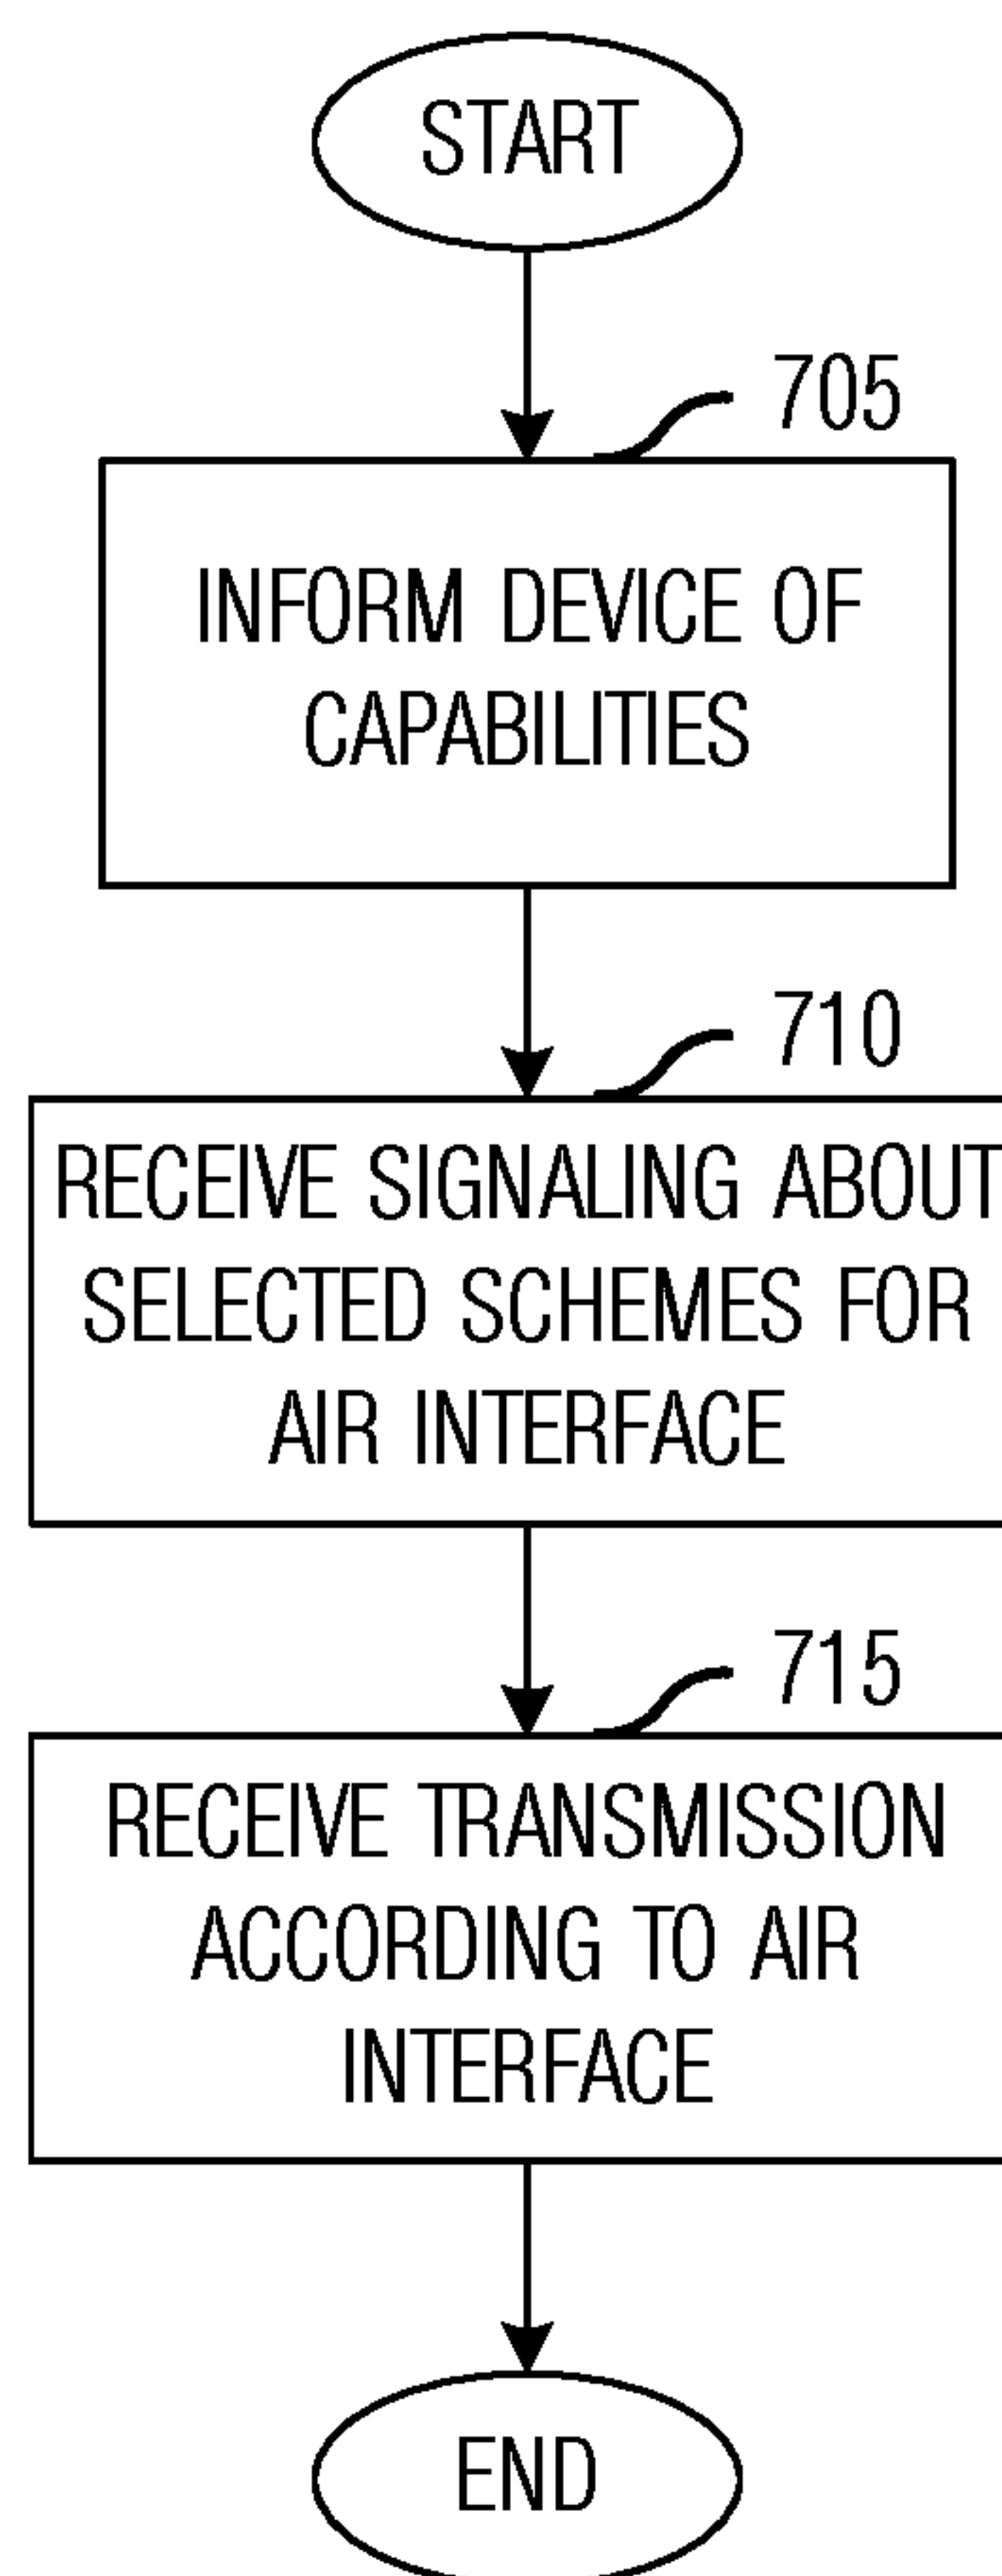 START
705
INFORM DEVICE OF
CAPABILITIES
710
RECEIVE SIGNALING ABOUT
SELECTED SCHEMES FOR
AIR INTERFACE
715
RECEIVE TRANSMISSION
ACCORDING TO AIR
INTERFACE
END